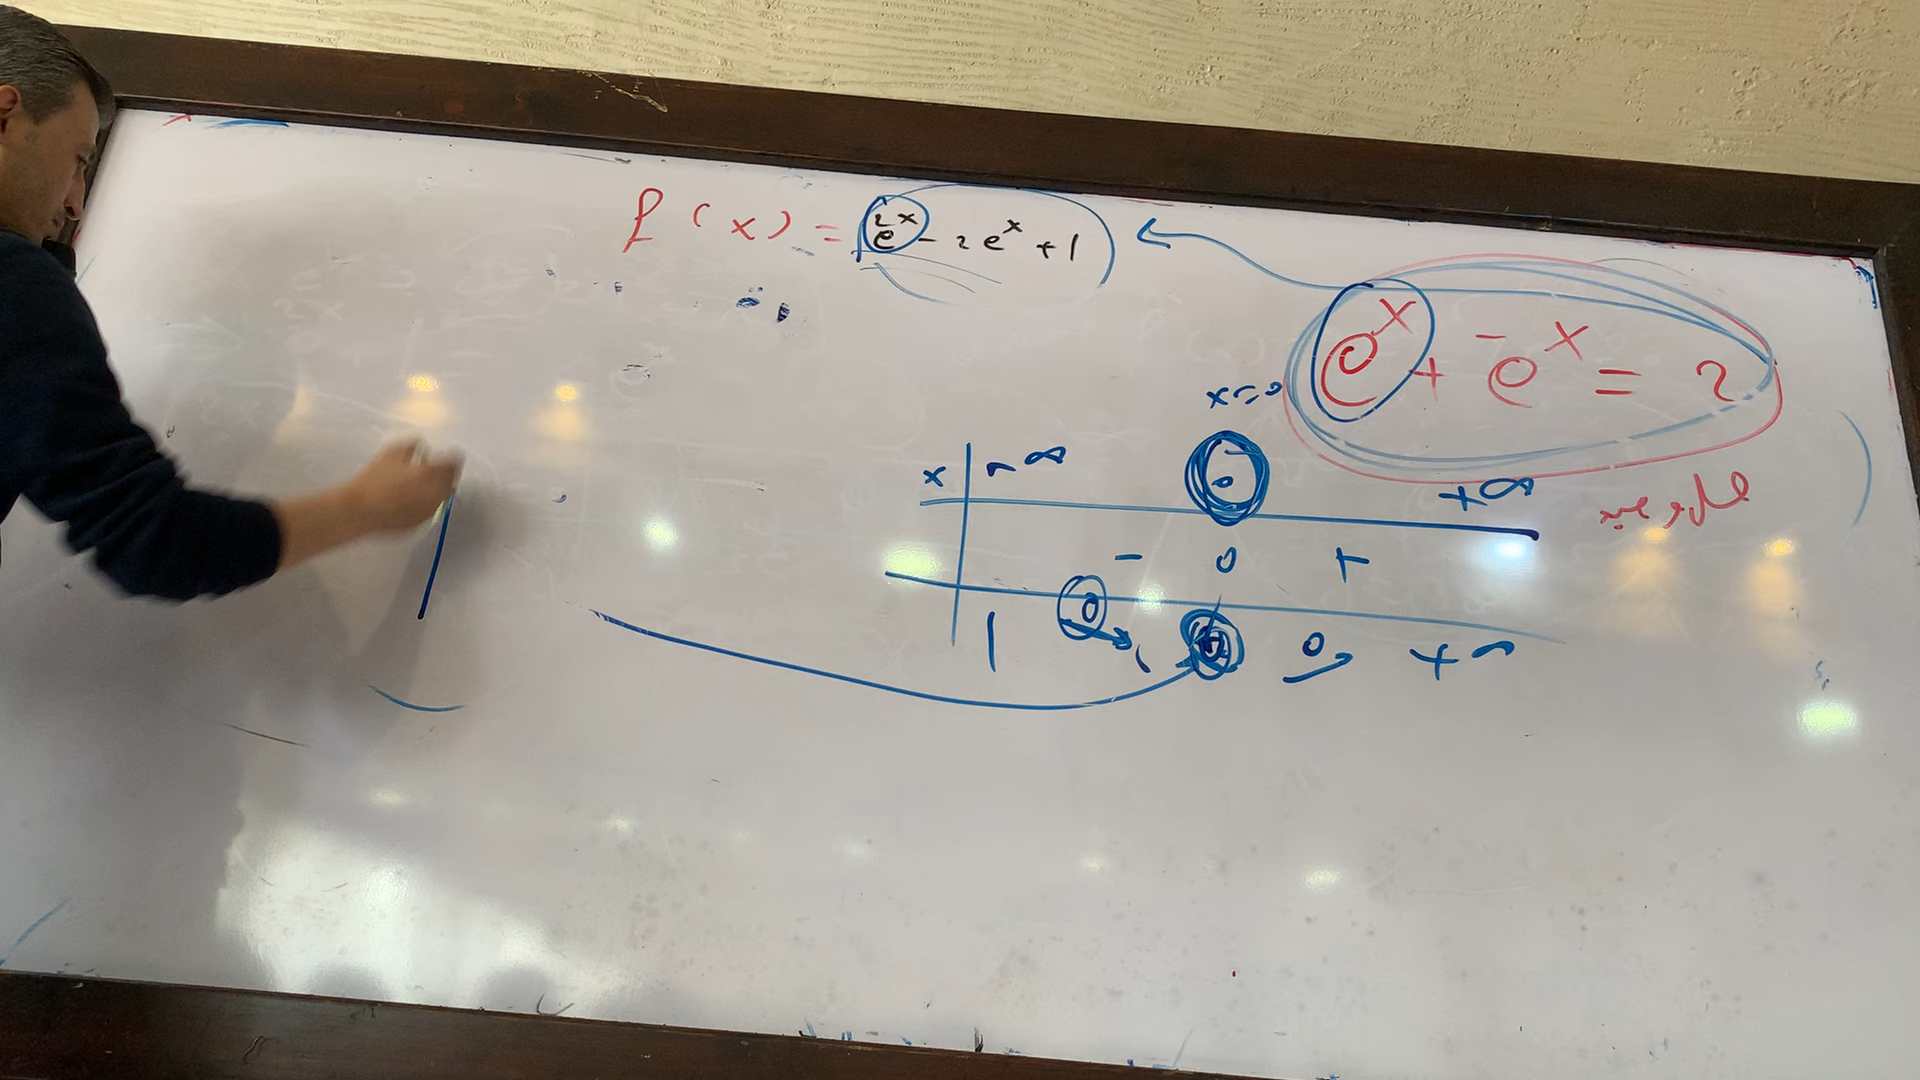 f(x) = e^2x - 2e^x + 1
e^x + e^-x = 2
x = 0
x | -∞ 0 +∞
- 0 +
1 0 +∞